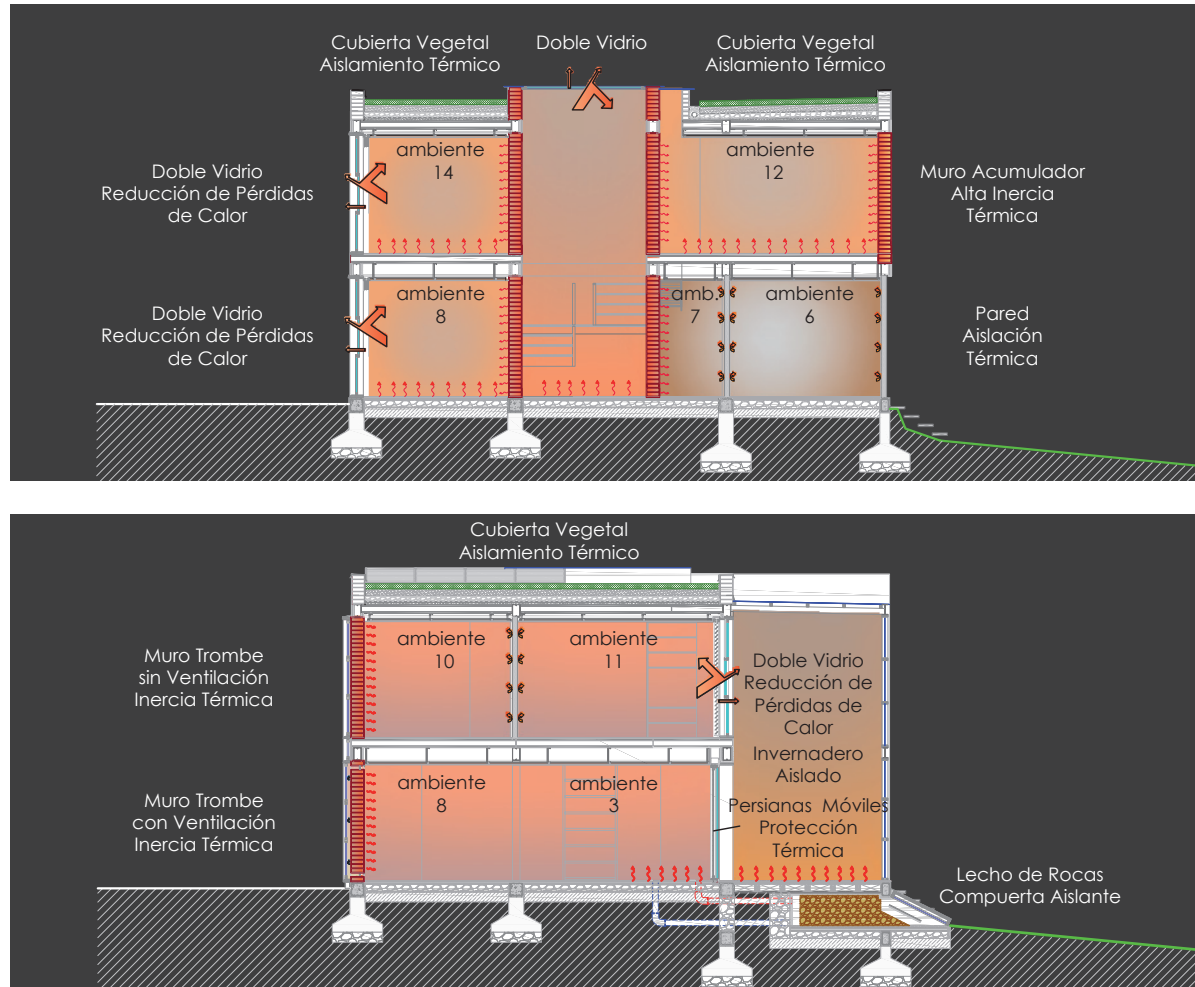 Cubierta Vegetal
Aislamiento Térmico
Doble Vidrio
Cubierta Vegetal
Aislamiento Térmico
Doble Vidrio
Reducción de Pérdidas
de Calor
ambiente
14
ambiente
12
Muro Acumulador
Alta Inercia
Térmica
Doble Vidrio
Reducción de Pérdidas
de Calor
ambiente
8
amb.
7
ambiente
6
Pared
Aislación
Térmica
Cubierta Vegetal
Aislamiento Térmico
Muro Trombe
sin Ventilación
Inercia Térmica
ambiente
10
ambiente
11
Doble Vidrio
Reducción de
Pérdidas de
Calor
Invernadero
Aislado
Muro Trombe
con Ventilación
Inercia Térmica
ambiente
8
ambiente
3
Persianas Móviles
Protección
Térmica
Lecho de Rocas
Compuerta Aislante